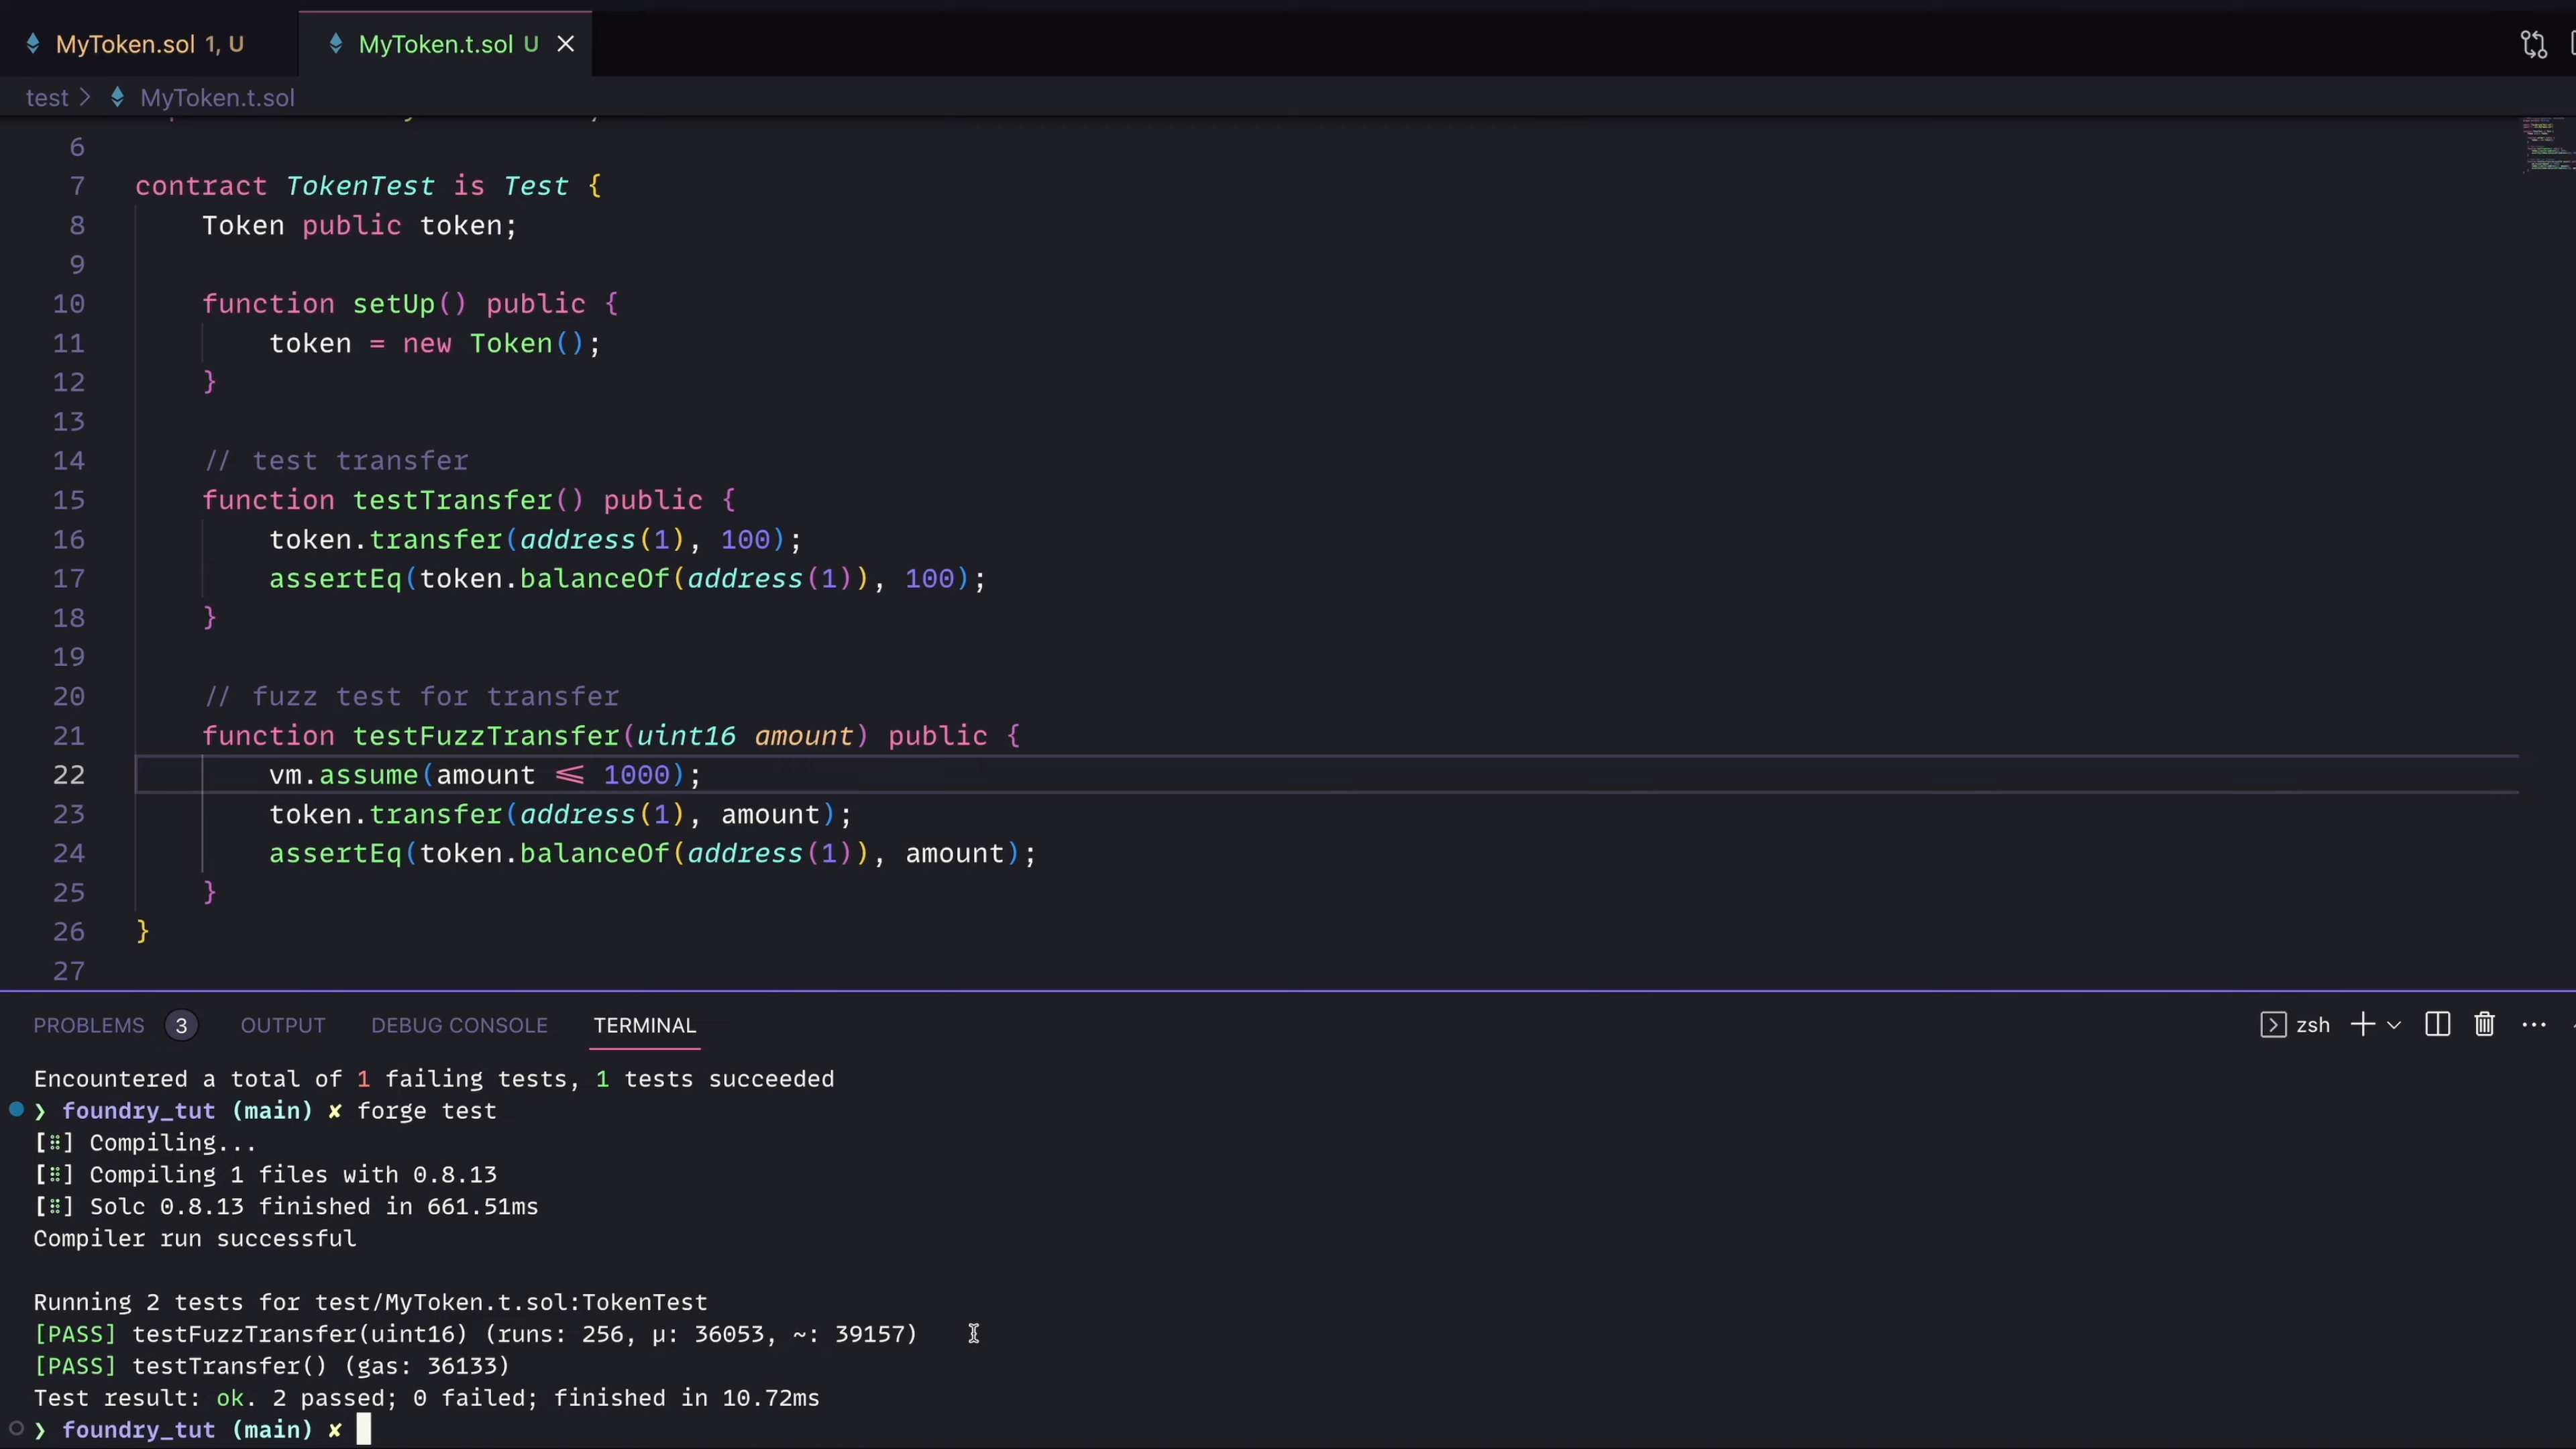 MyToken.sol 1, U
MyToken.t.sol U
test > MyToken.t.sol
6
7 contract TokenTest is Test {
8 Token public token;
9
10 function setUp() public {
11 token = new Token();
12 }
13
14 // test transfer
15 function testTransfer() public {
16 token.transfer(address(1), 100);
17 assertEq(token.balanceOf(address(1)), 100);
18 }
19
20 // fuzz test for transfer
21 function testFuzzTransfer(uint16 amount) public {
22 vm.assume(amount <= 1000);
23 token.transfer(address(1), amount);
24 assertEq(token.balanceOf(address(1)), amount);
25 }
26 }
27
PROBLEMS 3 OUTPUT DEBUG CONSOLE TERMINAL zsh
Encountered a total of 1 failing tests, 1 tests succeeded
❯ foundry_tut (main) ✘ forge test
[⠿] Compiling...
[⠿] Compiling 1 files with 0.8.13
[⠿] Solc 0.8.13 finished in 661.51ms
Compiler run successful
Running 2 tests for test/MyToken.t.sol:TokenTest
[PASS] testFuzzTransfer(uint16) (runs: 256, μ: 36053, ~: 39157)
[PASS] testTransfer() (gas: 36133)
Test result: ok. 2 passed; 0 failed; finished in 10.72ms
❯ foundry_tut (main) ✘